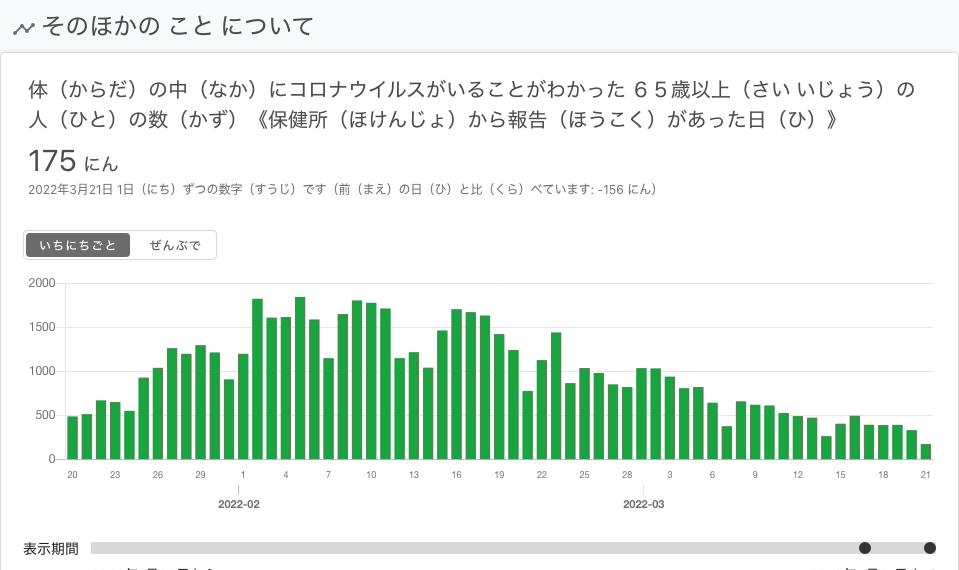 そのほかの こと について
体（からだ）の中（なか）にコロナウイルスがいることがわかった ６５歳以上（さい いじょう）の
人（ひと）の数（かず）《保健所（ほけんじょ）から報告（ほうこく）があった日（ひ）》
175 にん
2022年3月21日 1日（にち）ずつの数字（すうじ）です（前（まえ）の日（ひ）と比（くら）べています: -156 にん）
いちにちごと ぜんぶで
2000
1500
1000
500
0
20 23 26 29 1 4 7 10 13 16 19 22 25 28 3 6 9 12 15 18 21
2022-02 2022-03
表示期間